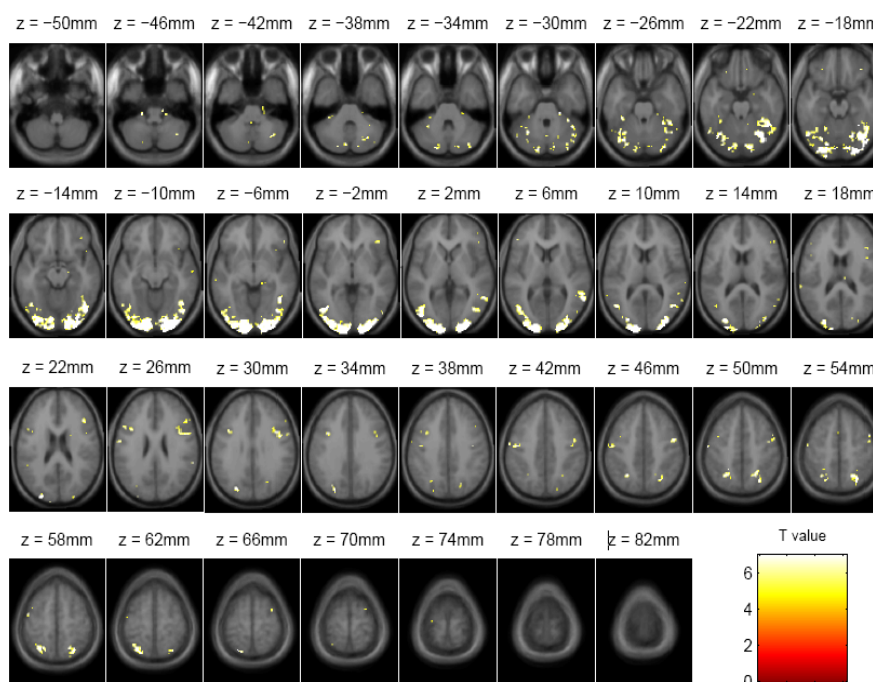 z = −50mm z = −46mm z = −42mm z = −38mm z = −34mm z = −30mm z = −26mm z = −22mm z = −18mm
z = −14mm z = −10mm z = −6mm z = −2mm z = 2mm z = 6mm z = 10mm z = 14mm z = 18mm
z = 22mm z = 26mm z = 30mm z = 34mm z = 38mm z = 42mm z = 46mm z = 50mm z = 54mm
z = 58mm z = 62mm z = 66mm z = 70mm z = 74mm z = 78mm z = 82mm T value
6
4
2
0